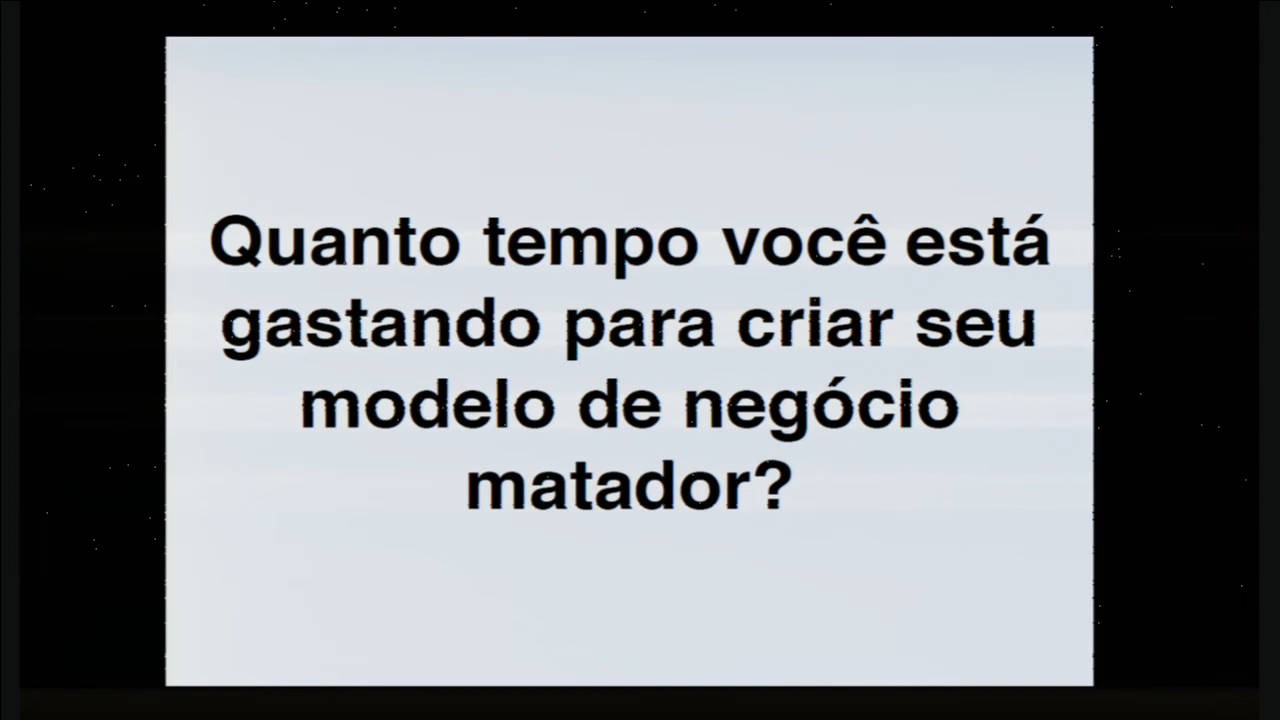 Quanto tempo você está
gastando para criar seu
modelo de negócio
matador?